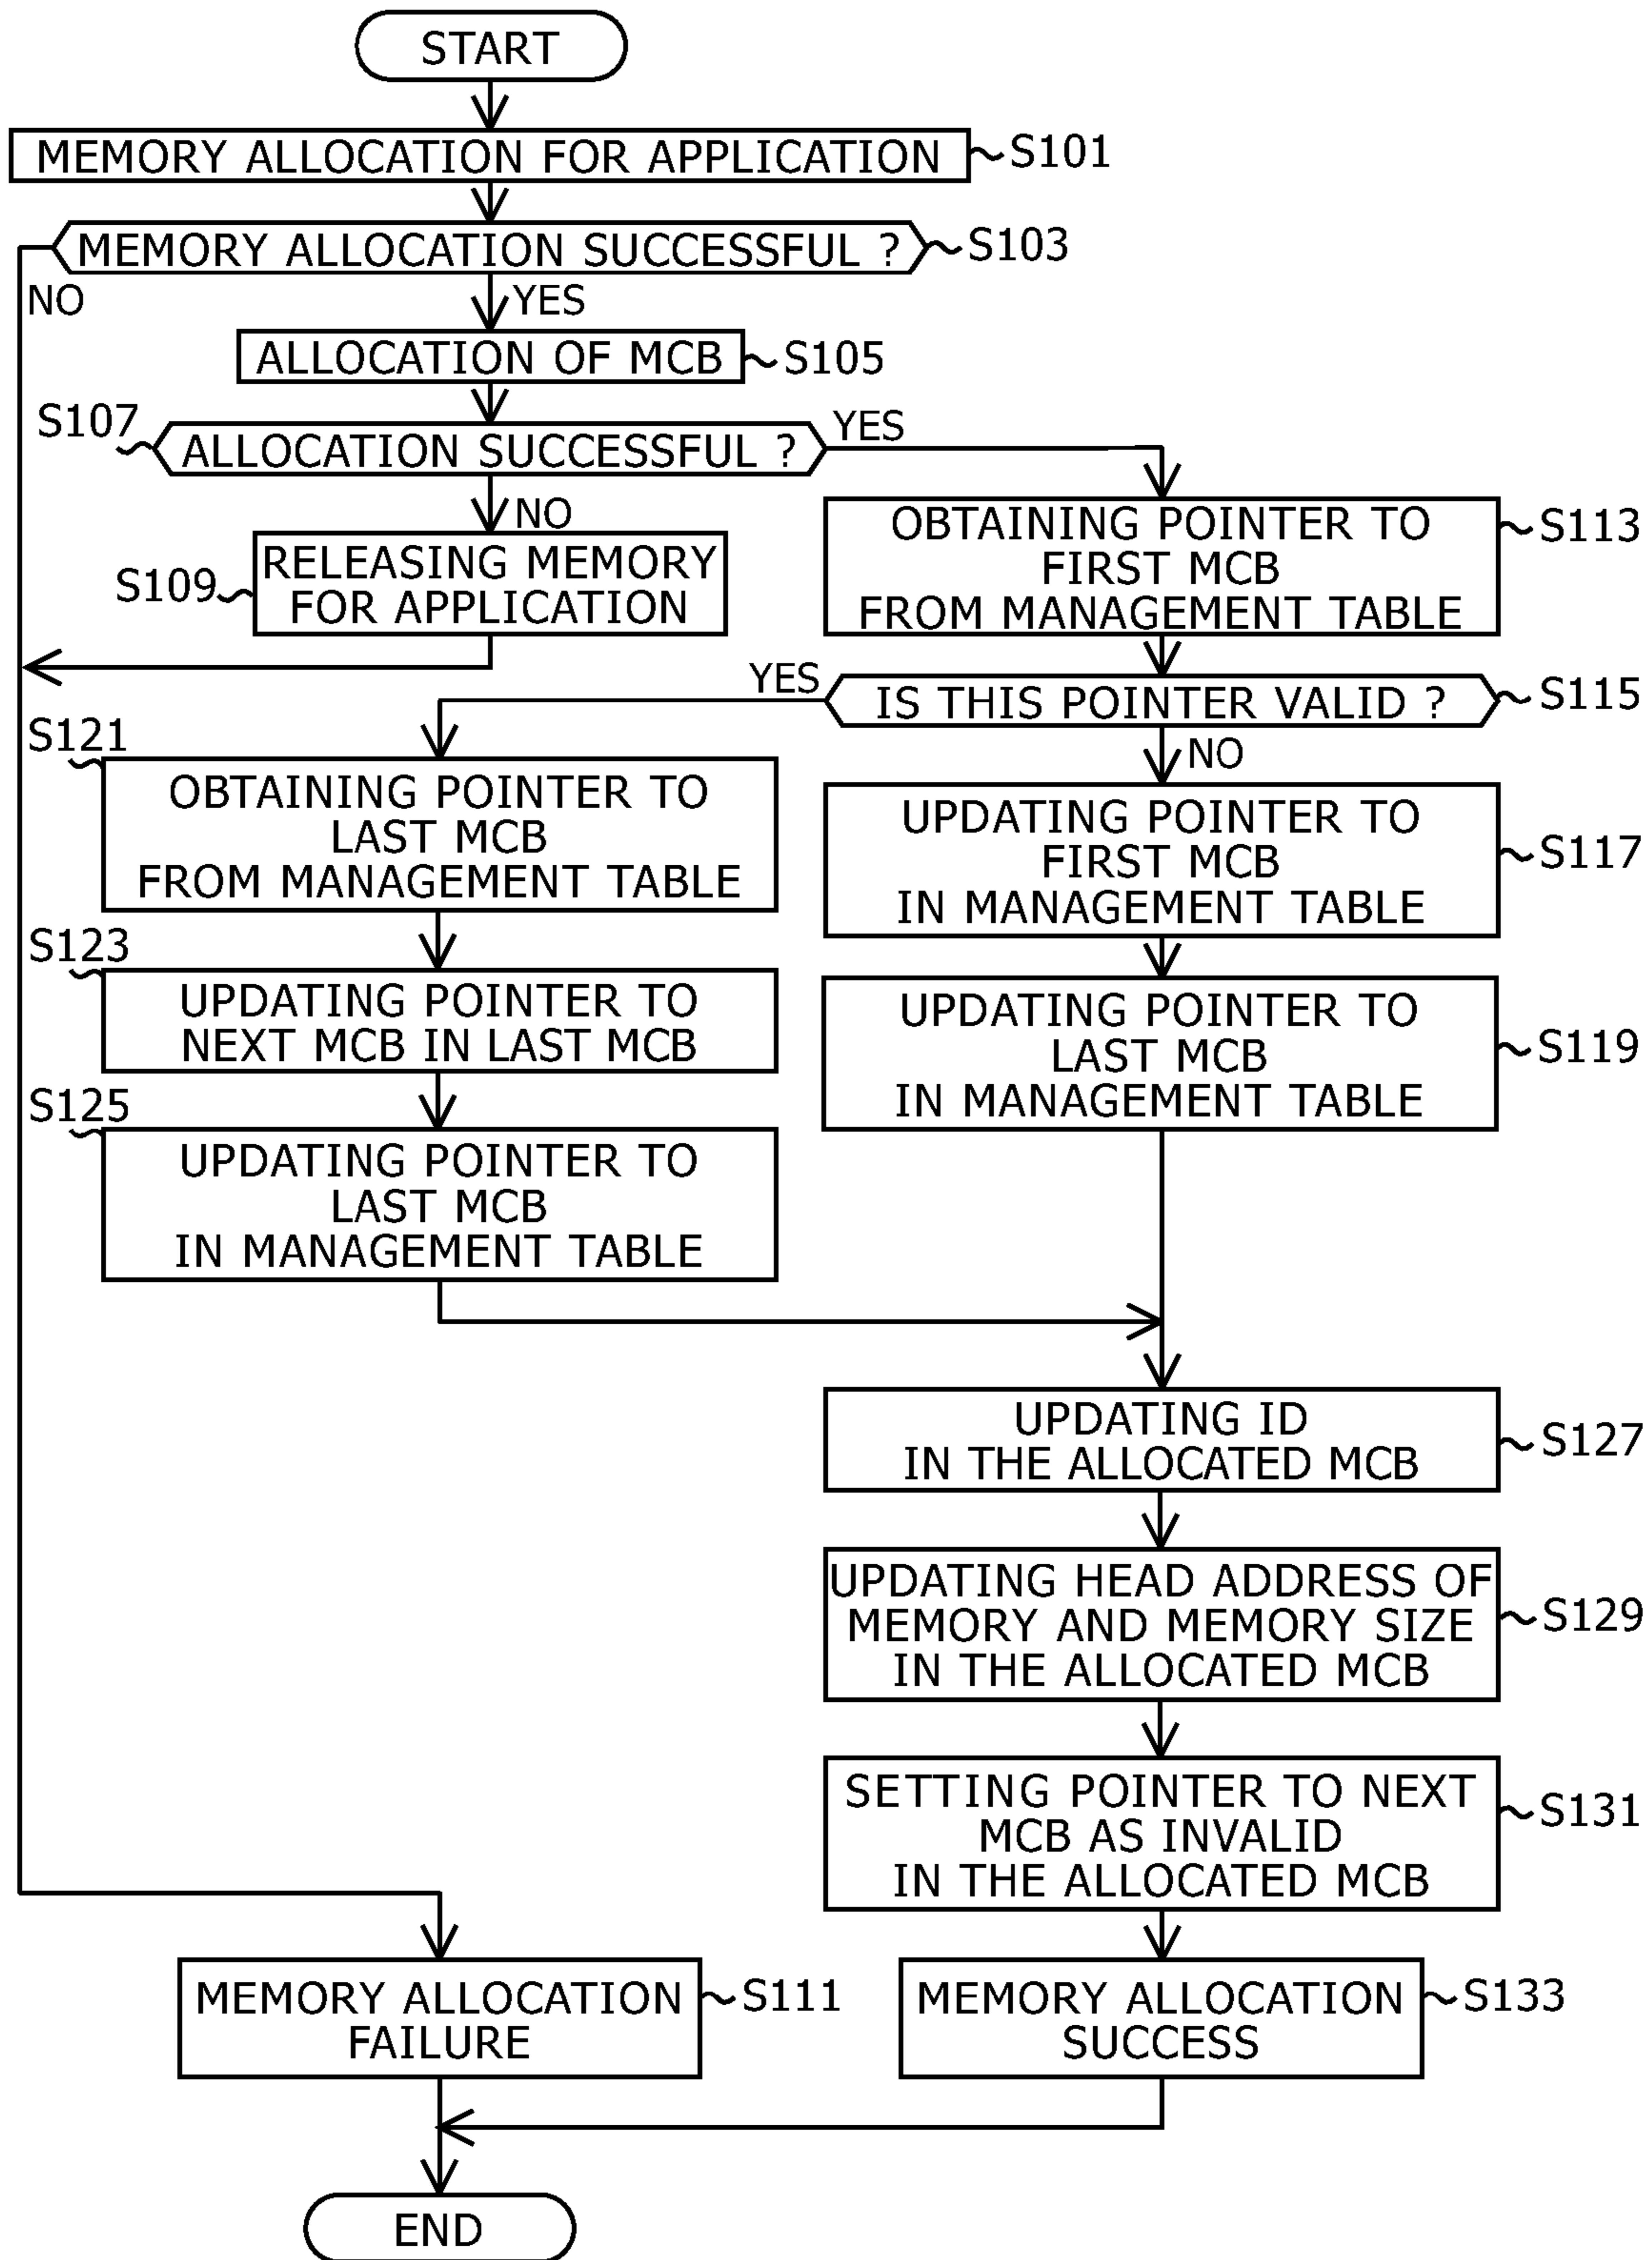 START
MEMORY ALLOCATION FOR APPLICATION
S101
MEMORY ALLOCATION SUCCESSFUL ?
S103
NO
YES
ALLOCATION OF MCB
S105
S107
ALLOCATION SUCCESSFUL ?
YES
NO
S109
RELEASING MEMORY
FOR APPLICATION
OBTAINING POINTER TO
FIRST MCB
FROM MANAGEMENT TABLE
S113
YES
IS THIS POINTER VALID ?
S115
NO
S121
OBTAINING POINTER TO
LAST MCB
FROM MANAGEMENT TABLE
UPDATING POINTER TO
FIRST MCB
IN MANAGEMENT TABLE
S117
S123
UPDATING POINTER TO
NEXT MCB IN LAST MCB
UPDATING POINTER TO
LAST MCB
IN MANAGEMENT TABLE
S119
S125
UPDATING POINTER TO
LAST MCB
IN MANAGEMENT TABLE
UPDATING ID
IN THE ALLOCATED MCB
S127
UPDATING HEAD ADDRESS OF
MEMORY AND MEMORY SIZE
IN THE ALLOCATED MCB
S129
SETTING POINTER TO NEXT
MCB AS INVALID
IN THE ALLOCATED MCB
S131
MEMORY ALLOCATION
FAILURE
S111
MEMORY ALLOCATION
SUCCESS
S133
END